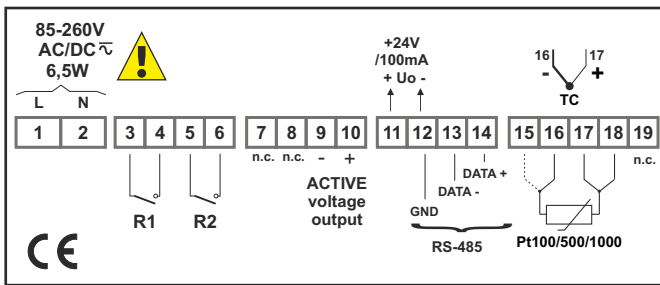 85-260V
AC/DC
6,5W
L N
+24V
/100mA
+ Uo -
16 17
- +
TC
1 2 3 4 5 6 7 8 9 10 11 12 13 14 15 16 17 18 19
n.c. n.c. - +
n.c.
R1 R2
ACTIVE
voltage
output
DATA +
DATA -
GND
RS-485
Pt100/500/1000
CE